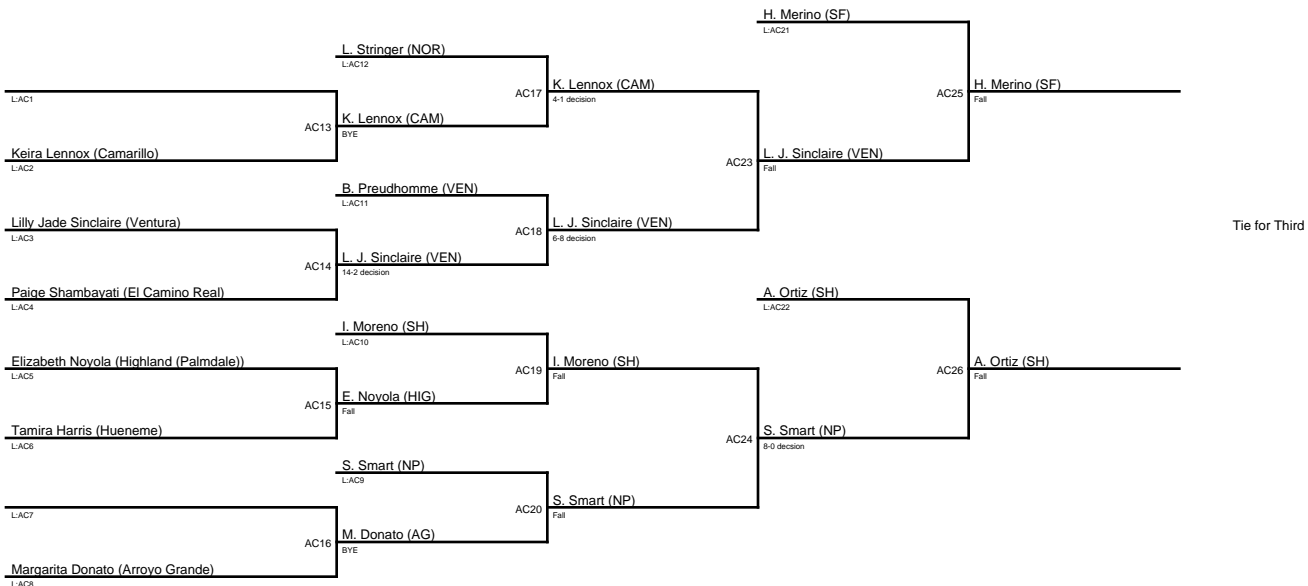 H. Merino (SF)
L:AC21
L. Stringer (NOR)
L:AC12
AC17
K. Lennox (CAM)
4-1 decision
AC25
H. Merino (SF)
Fall
L:AC1
AC13
K. Lennox (CAM)
BYE
Keira Lennox (Camarillo)
L:AC2
AC23
L. J. Sinclaire (VEN)
Fall
B. Preudhomme (VEN)
L:AC11
Lilly Jade Sinclaire (Ventura)
L:AC3
AC18
L. J. Sinclaire (VEN)
6-8 decision
Tie for Third
AC14
L. J. Sinclaire (VEN)
14-2 decision
Paige Shambayati (El Camino Real)
L:AC4
A. Ortiz (SH)
L:AC22
I. Moreno (SH)
L:AC10
Elizabeth Noyola (Highland (Palmdale))
L:AC5
AC19
I. Moreno (SH)
Fall
AC26
A. Ortiz (SH)
Fall
AC15
E. Noyola (HIG)
Fall
Tamira Harris (Hueneme)
L:AC6
AC24
S. Smart (NP)
8-0 decsion
S. Smart (NP)
L:AC9
L:AC7
AC20
S. Smart (NP)
Fall
AC16
M. Donato (AG)
BYE
Margarita Donato (Arroyo Grande)
L:AC8